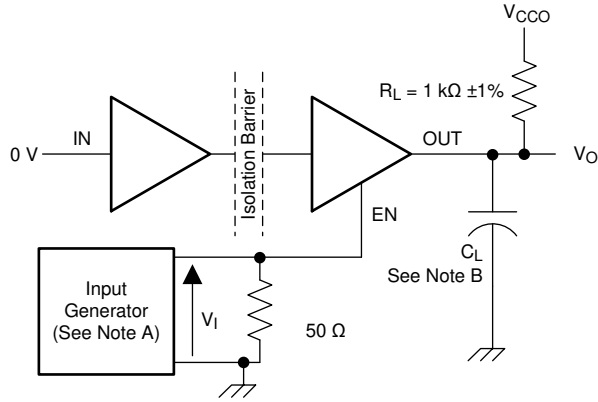 VCCO
RL = 1 kΩ ±1%
Isolation Barrier
IN
OUT
0 V
VO
EN
CL
See Note B
Input
Generator
(See Note A)
VI
50 Ω